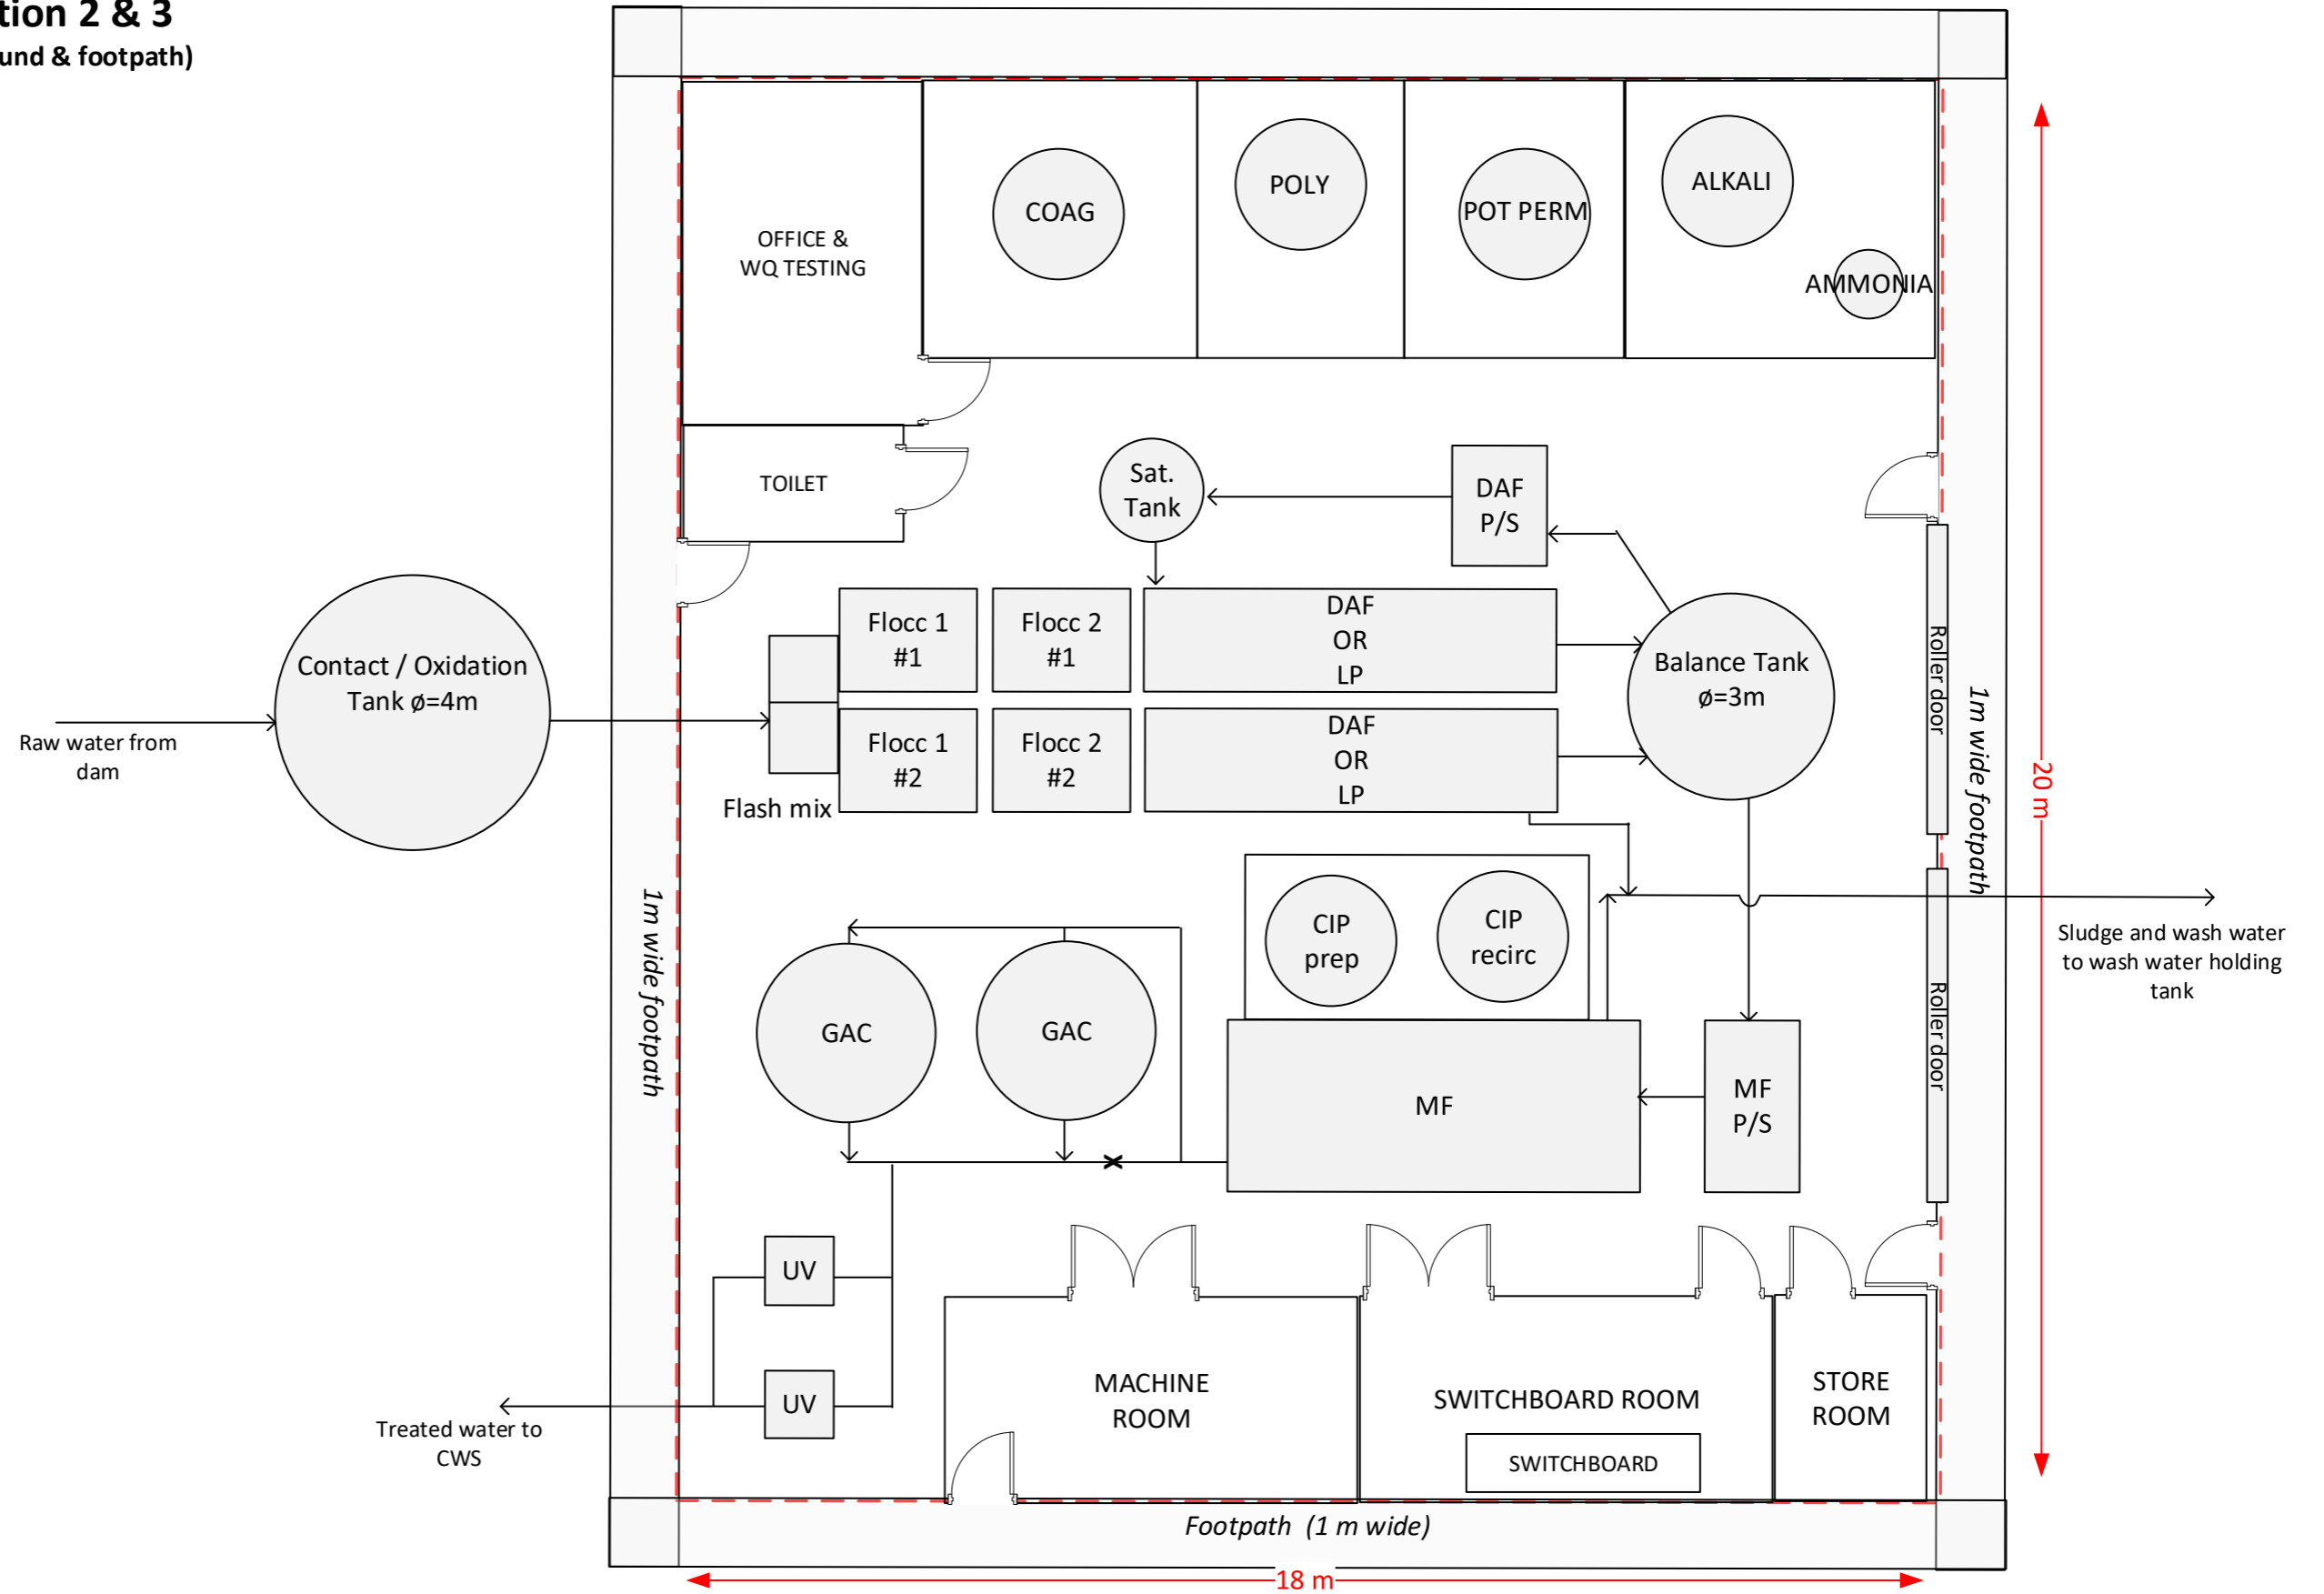 tion 2 & 3
und & footpath)
OFFICE &
WQ TESTING
COAG
POLY
POT PERM
ALKALI
AMMONIA
TOILET
Sat.
Tank
DAF
P/S
Contact / Oxidation
Tank ø=4m
Raw water from
dam
Flocc 1
#1
Flocc 2
#1
DAF
OR
LP
Balance Tank
ø=3m
Flocc 1
#2
Flocc 2
#2
DAF
OR
LP
Flash mix
Roller door
1m wide footpath
20 m
1m wide footpath
CIP
prep
CIP
recirc
Roller door
Sludge and wash water
to wash water holding
tank
GAC
GAC
MF
MF
P/S
UV
UV
Treated water to
CWS
MACHINE
ROOM
SWITCHBOARD ROOM
SWITCHBOARD
STORE
ROOM
Footpath (1 m wide)
18 m